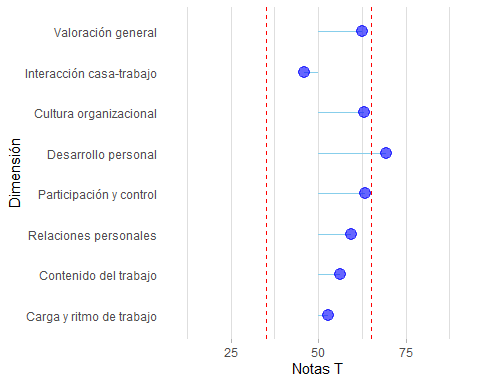 Valoración general
Interacción casa-trabajo
Cultura organizacional
Desarrollo personal
Participación y control
Relaciones personales
Contenido del trabajo
Carga y ritmo de trabajo
Dimensión
25 50 75
Notas T